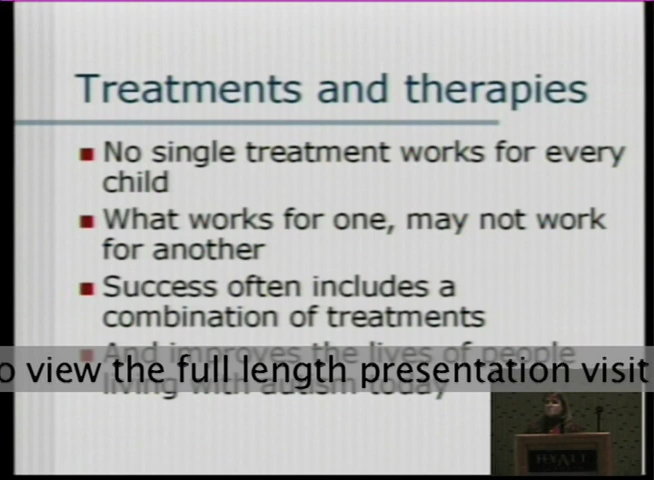 Treatments and therapies
No single treatment works for every
child
What works for one, may not work
for another
Success often includes a
combination of treatments
And improves the lives of people
o view the full length presentation visit
living with autism today
HYATT